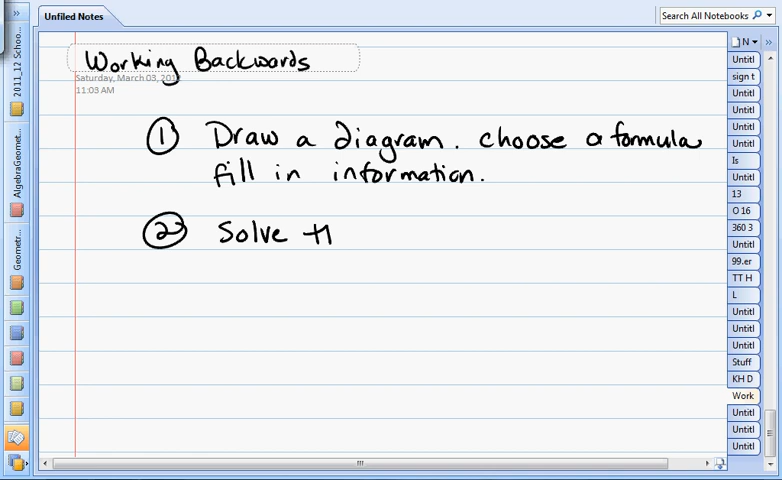 Unfiled Notes
Search All Notebooks
Working Backwards
Saturday, March 03, 201
11:03 AM
① Draw a diagram. choose a formula
fill in information.
② Solve th
2011_12 Schoo...
AlgebraGeomet...
Geometr...
N
Untitl
sign t
Untitl
Untitl
Untitl
Untitl
Is
Untitl
13
O 16
360 3
Untitl
99.er
TT H
L
Untitl
Untitl
Untitl
Stuff
KH D
Work
Untitl
Untitl
Untitl